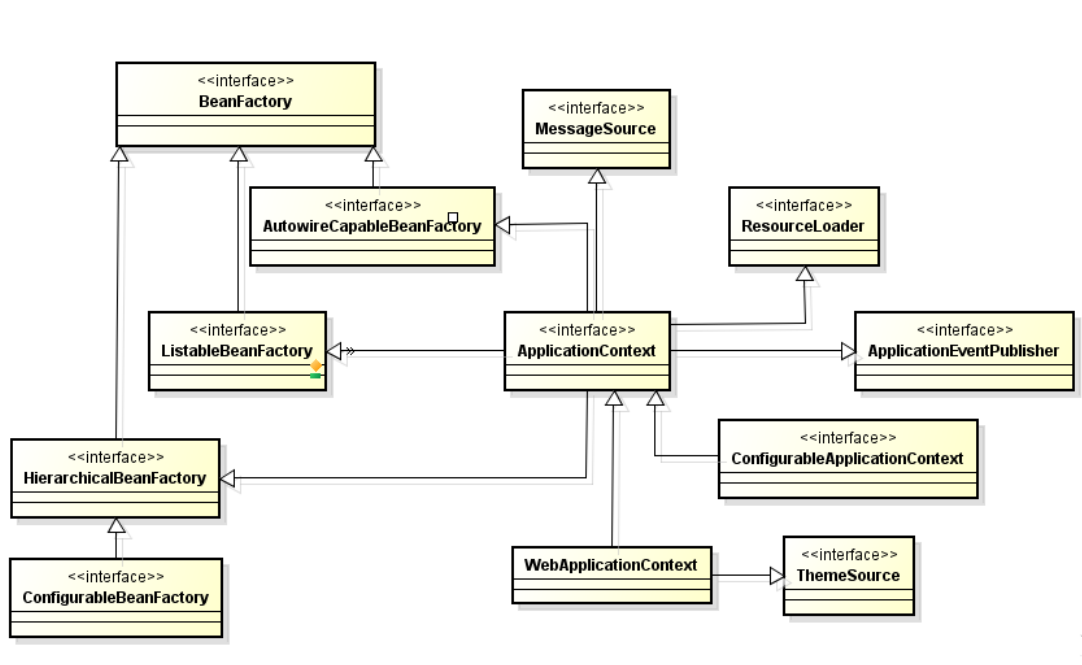 <<interface>>
BeanFactory
<<interface>>
MessageSource
<<interface>>
AutowireCapableBeanFactory
<<interface>>
ResourceLoader
<<interface>>
ListableBeanFactory
<<interface>>
ApplicationContext
<<interface>>
ApplicationEventPublisher
<<interface>>
HierarchicalBeanFactory
<<interface>>
ConfigurableApplicationContext
<<interface>>
ConfigurableBeanFactory
WebApplicationContext
<<interface>>
ThemeSource